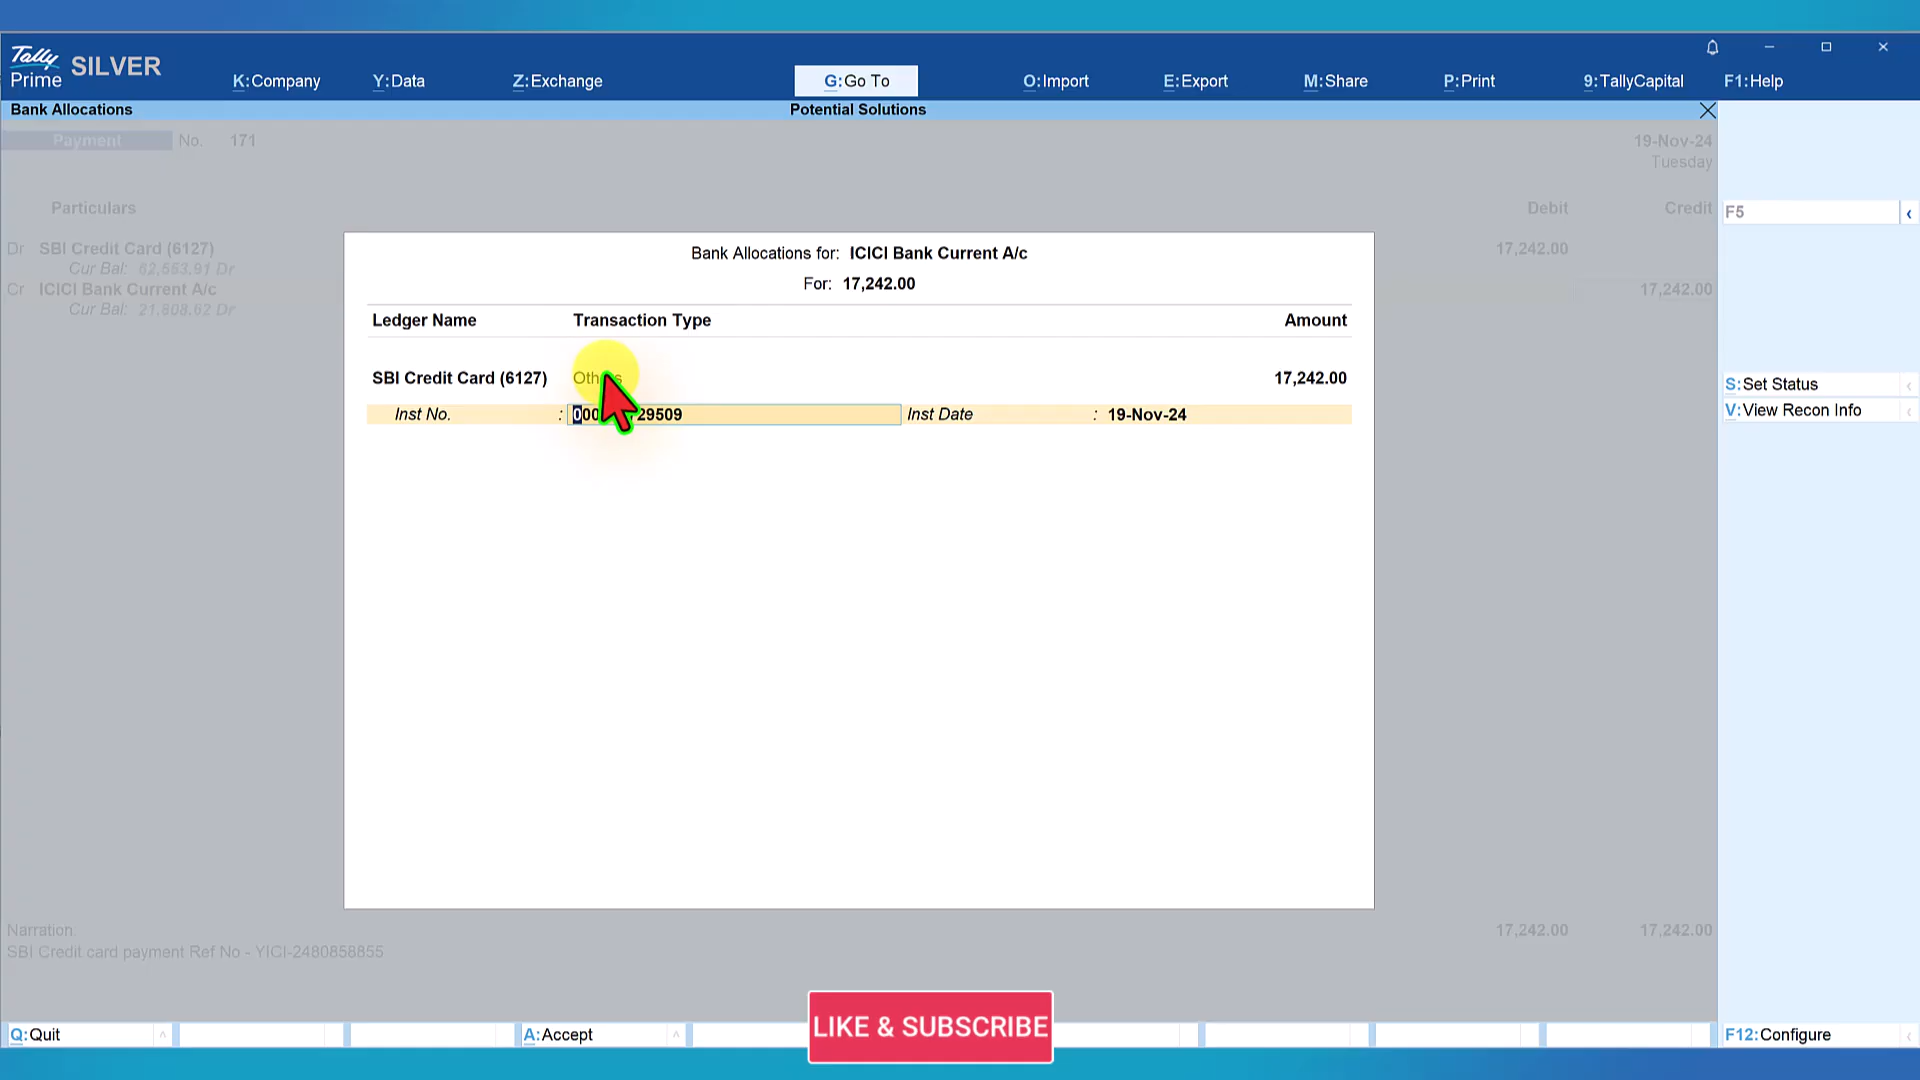 Tally
Prime SILVER
K:Company Y:Data Z:Exchange G:Go To O:Import E:Export M:Share P:Print 9:TallyCapital F1:Help
Bank Allocations Potential Solutions
Payment No. 171 19-Nov-24
Tuesday
Particulars Debit Credit
F5
Dr SBI Credit Card (6127) 17,242.00
Cur Bal: 62,553.91 Dr
Cr ICICI Bank Current A/c 17,242.00
Cur Bal: 21,808.62 Dr
Bank Allocations for: ICICI Bank Current A/c
For: 17,242.00
Ledger Name Transaction Type Amount
SBI Credit Card (6127) 17,242.00
Inst No. : Inst Date : 19-Nov-24
S:Set Status
V:View Recon Info
Narration:
SBI Credit card payment Ref No - YICI-2480858855
17,242.00 17,242.00
LIKE & SUBSCRIBE
Q:Quit A:Accept F12:Configure